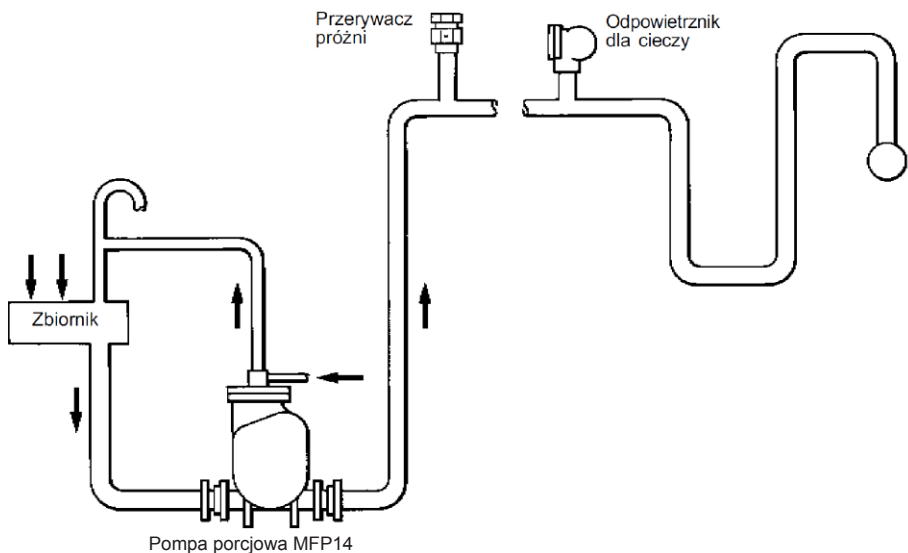 Przerywacz
próżni
Odpowietrznik
dla cieczy
Zbiornik
Pompa porcjowa MFP14